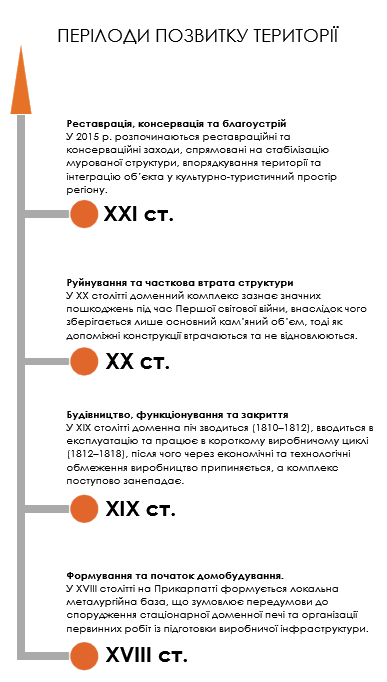 ПЕРІЛОДИ ПОЗВИТКУ ТЕРИТОРІЇ
Реставрація, консервація та благоустрій
У 2015 р. розпочинаються реставраційні та
консерваційні заходи, спрямовані на стабілізацію
мурованої структури, впорядкування території та
інтеграцію об’єкта у культурно-туристичний простір
регіону.
XXI ст.
Руйнування та часткова втрата структури
У XX столітті доменний комплекс зазнає значних
пошкоджень під час Першої світової війни, внаслідок чого
зберігається лише основний кам’яний об’єм, тоді як
допоміжні конструкції втрачаються та не відновлюються.
XX ст.
Будівництво, функціонування та закриття
У XIX столітті доменна піч зводиться (1810–1812), вводиться в
експлуатацію та працює в короткому виробничому циклі
(1812–1818), після чого через економічні та технологічні
обмеження виробництво припиняється, а комплекс
поступово занепадає.
XIX ст.
Формування та початок домобудування.
У XVIII столітті на Прикарпатті формується локальна
металургійна база, що зумовлює передумови до
спорудження стаціонарної доменної печі та організації
первинних робіт із підготовки виробничої інфраструктури.
XVIII ст.